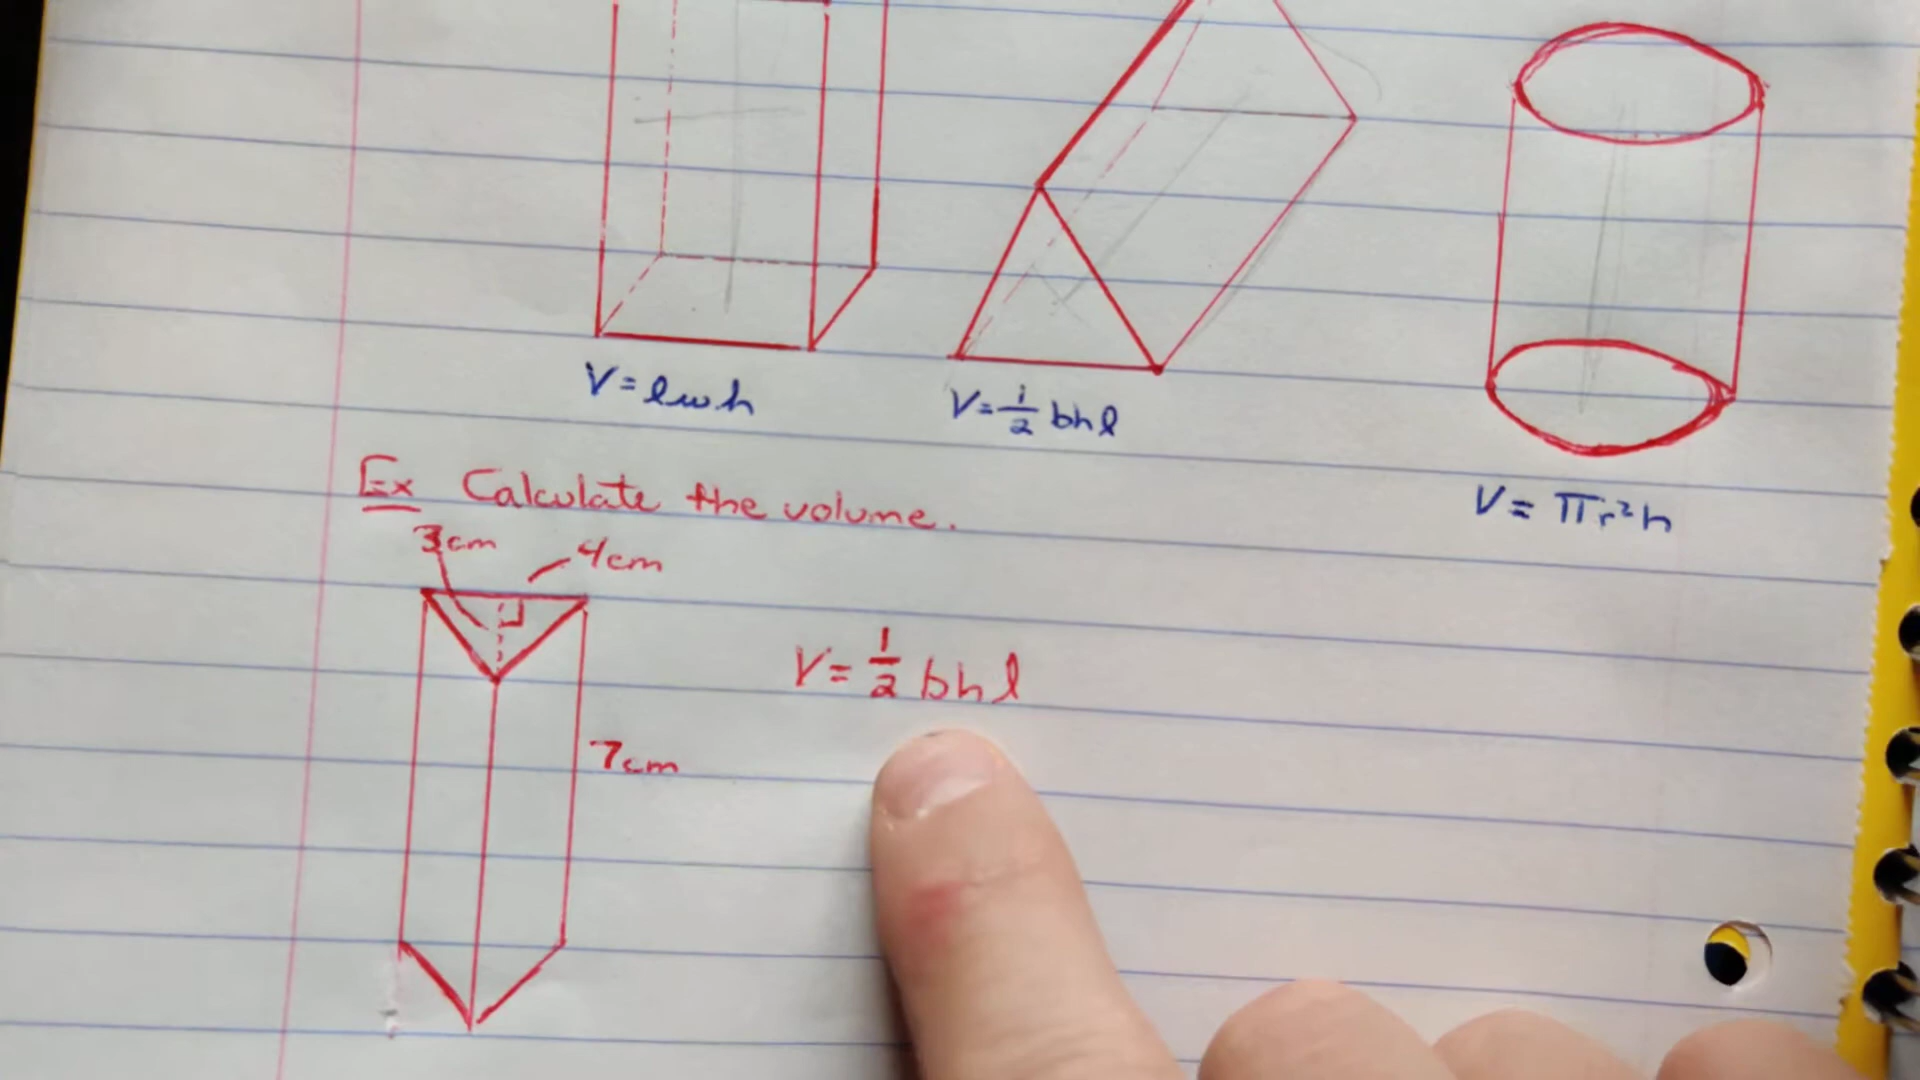 V = lwh
V = 1/2 bhl
V = πr²h
Ex Calculate the volume.
3cm
4cm
V = 1/2 bhl
7cm